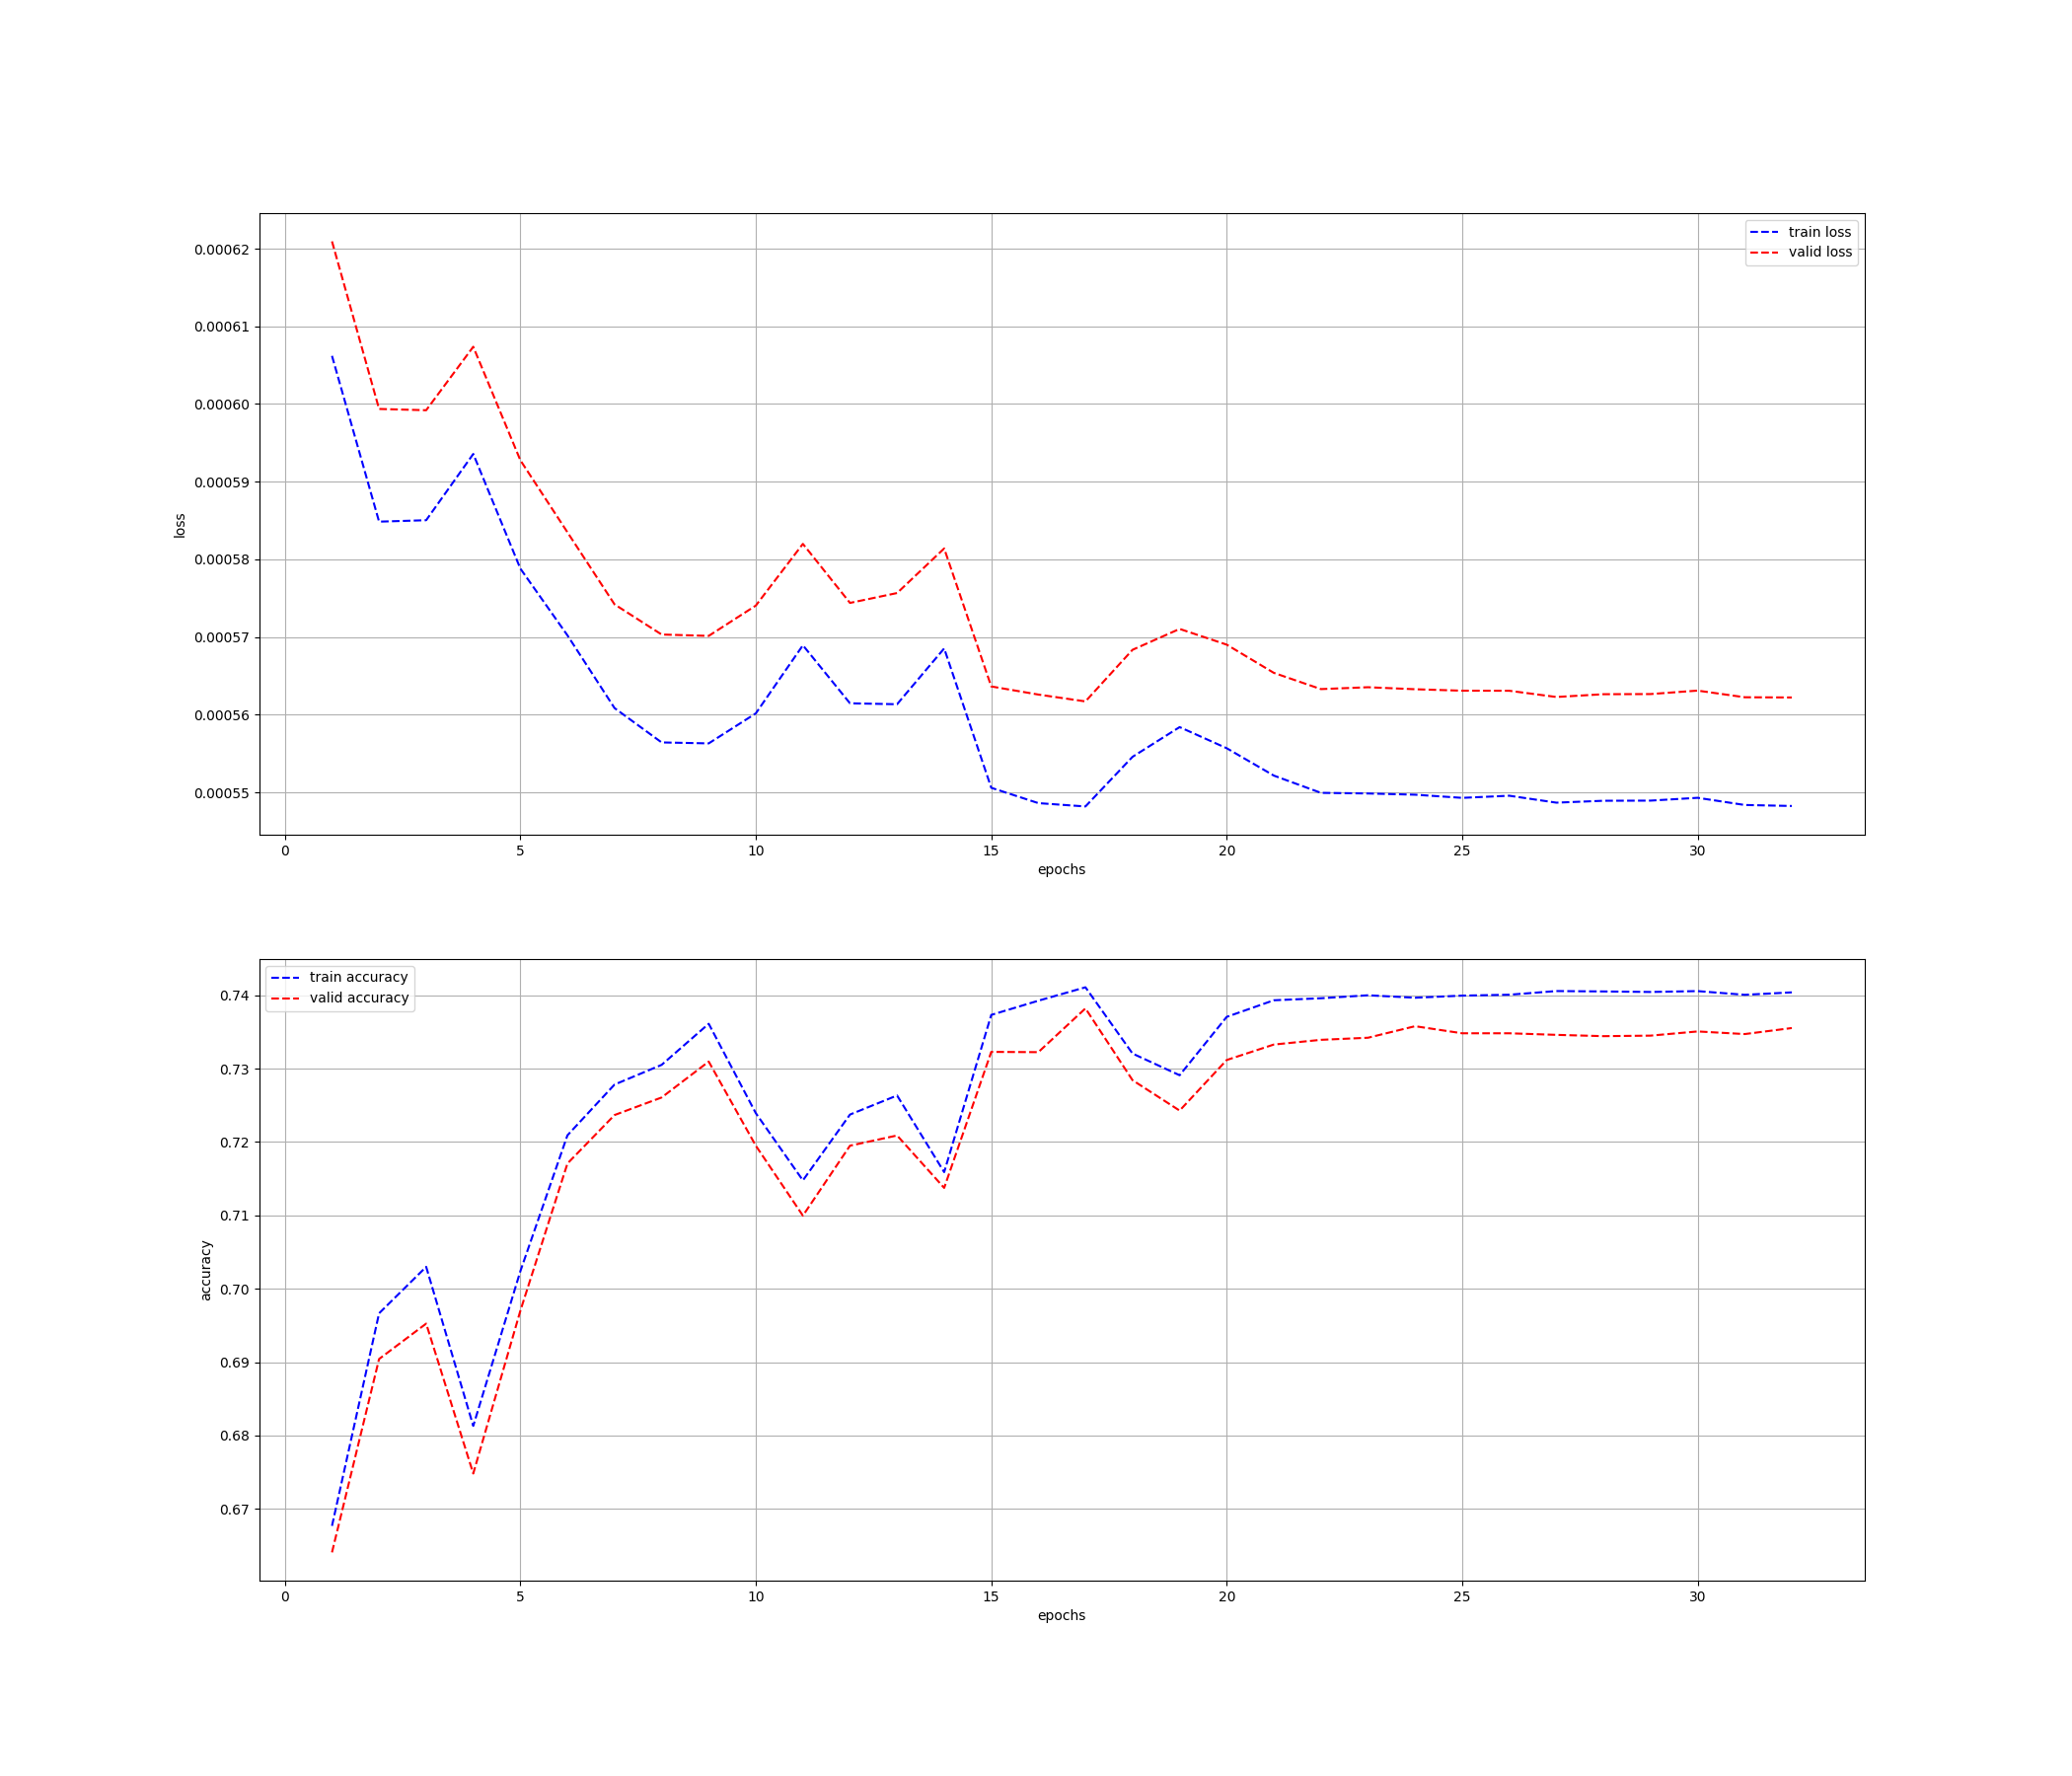 train loss
valid loss
0.00062
0.00061
0.00060
0.00059
0.00058
0.00057
0.00056
0.00055
loss
0 5 10 15 20 25 30
epochs
train accuracy
valid accuracy
0.74
0.73
0.72
0.71
0.70
0.69
0.68
0.67
accuracy
0 5 10 15 20 25 30
epochs